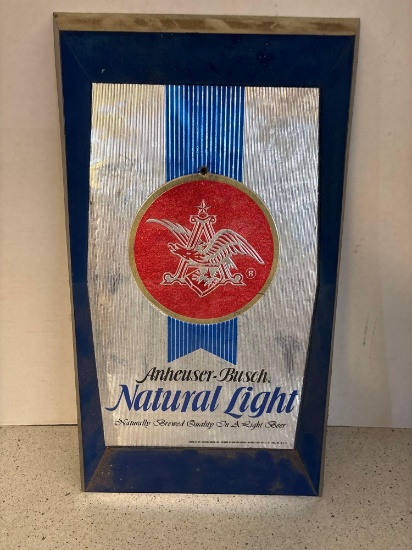 ®
Anheuser-Busch®
Natural Light
Naturally Brewed Quality In A Light Beer